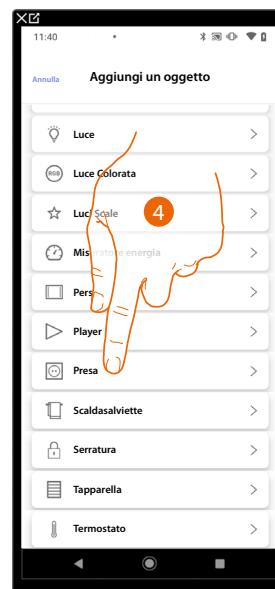 11:40
Annulla
Aggiungi un oggetto
Luce
RGB
Luce Colorata
Luci Scale
4
Misuratore energia
Pers
Player
Presa
Scaldasalviette
Serratura
Tapparella
Termostato